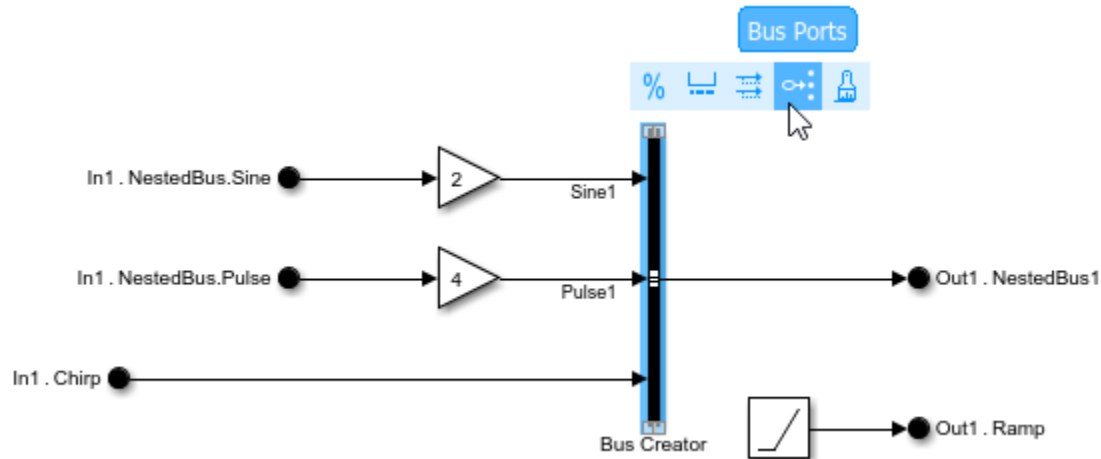 Bus Ports
%
In1 . NestedBus.Sine
2
Sine1
In1 . NestedBus.Pulse
4
Pulse1
Out1 . NestedBus1
In1 . Chirp
Bus Creator
Out1 . Ramp